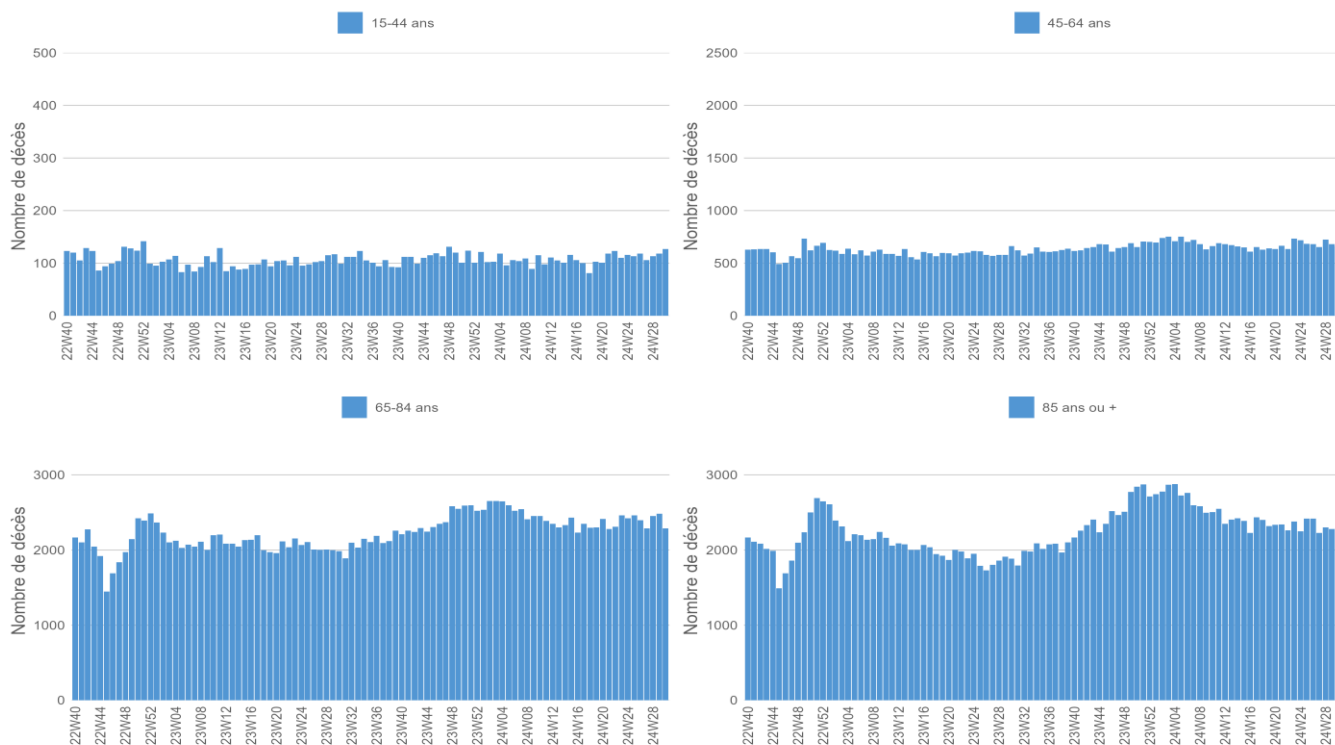 15-44 ans
Nombre de décès
500
400
300
200
100
0
22W40 22W44 22W48 22W52 23W04 23W08 23W12 23W16 23W20 23W24 23W28 23W32 23W36 23W40 23W44 23W48 23W52 24W04 24W08 24W12 24W16 24W20 24W24 24W28
45-64 ans
Nombre de décès
2500
2000
1500
1000
500
0
22W40 22W44 22W48 22W52 23W04 23W08 23W12 23W16 23W20 23W24 23W28 23W32 23W36 23W40 23W44 23W48 23W52 24W04 24W08 24W12 24W16 24W20 24W24 24W28
65-84 ans
Nombre de décès
3000
2000
1000
0
22W40 22W44 22W48 22W52 23W04 23W08 23W12 23W16 23W20 23W24 23W28 23W32 23W36 23W40 23W44 23W48 23W52 24W04 24W08 24W12 24W16 24W20 24W24 24W28
85 ans ou +
Nombre de décès
3000
2000
1000
0
22W40 22W44 22W48 22W52 23W04 23W08 23W12 23W16 23W20 23W24 23W28 23W32 23W36 23W40 23W44 23W48 23W52 24W04 24W08 24W12 24W16 24W20 24W24 24W28